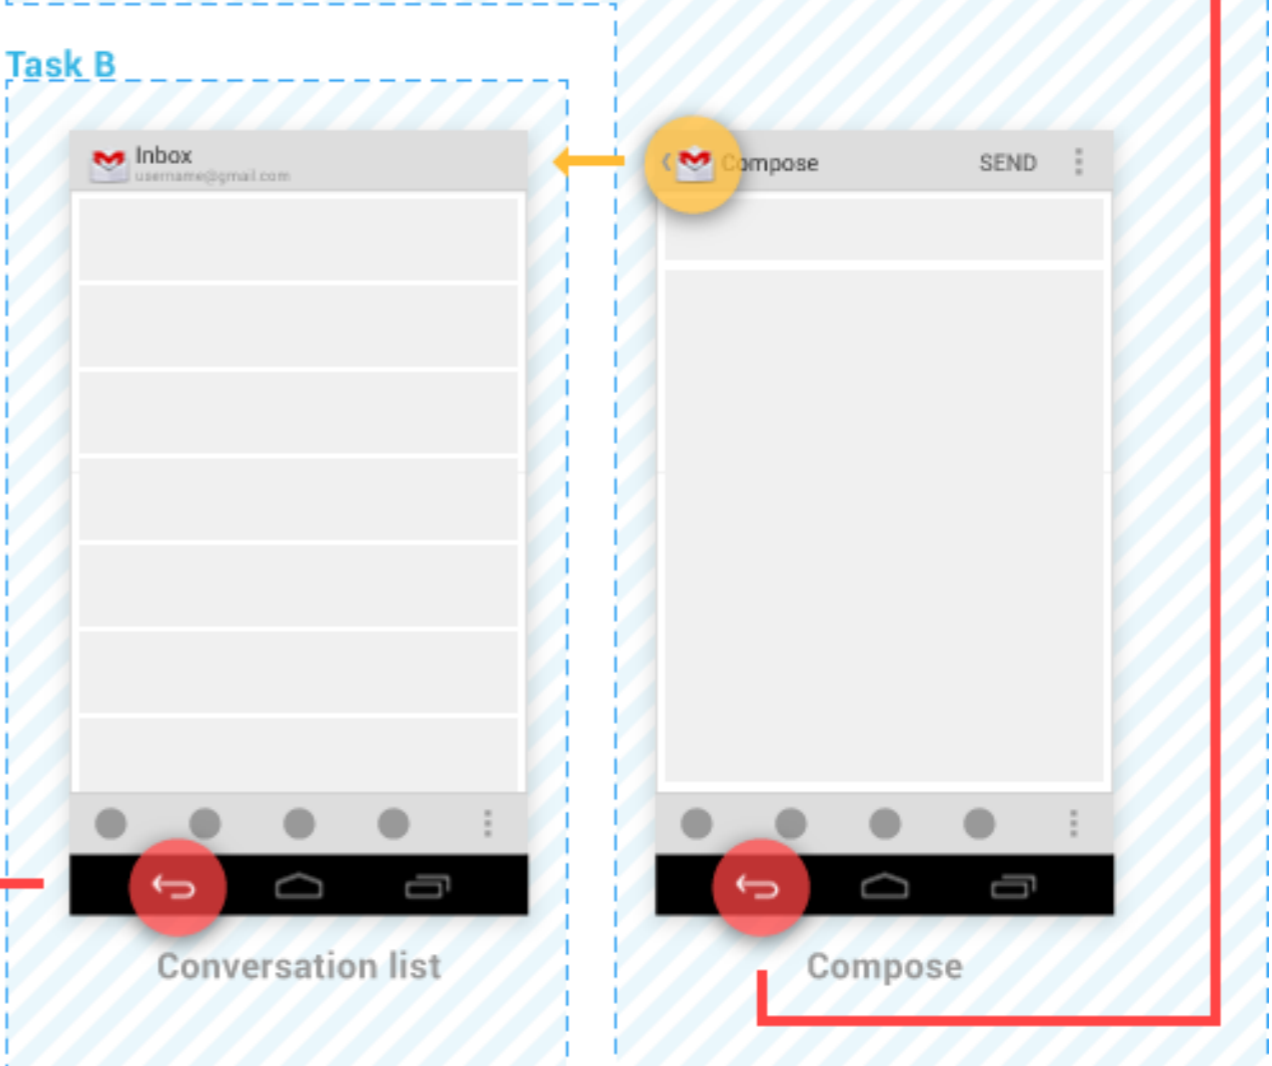 Task B
Inbox
username@gmail.com
Compose
SEND
Conversation list
Compose